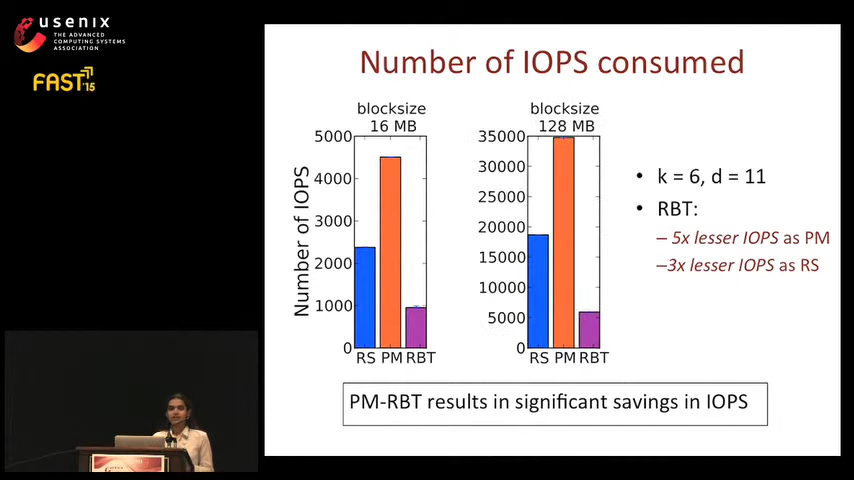 usenix
THE ADVANCED
COMPUTING SYSTEMS
ASSOCIATION
FAST '15
Number of IOPS consumed
blocksize
16 MB
Number of IOPS
5000
4000
3000
2000
1000
0
RS PM RBT
blocksize
128 MB
35000
30000
25000
20000
15000
10000
5000
0
RS PM RBT
• k = 6, d = 11
• RBT:
– 5x lesser IOPS as PM
–3x lesser IOPS as RS
PM-RBT results in significant savings in IOPS